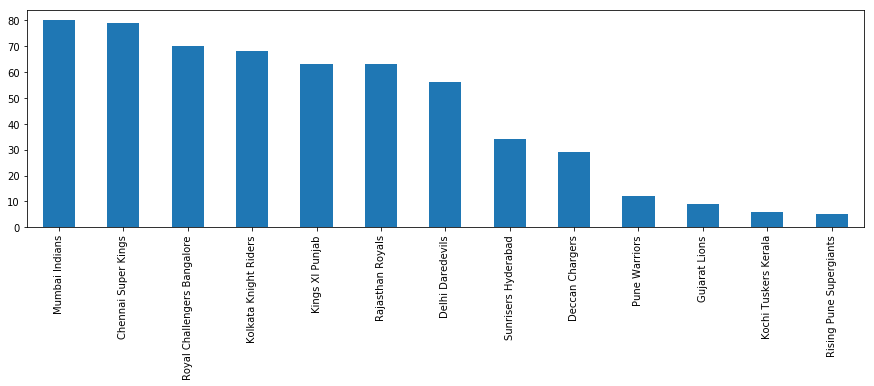 80
70
60
50
40
30
20
10
0
Mumbai Indians
Chennai Super Kings
Royal Challengers Bangalore
Kolkata Knight Riders
Kings XI Punjab
Rajasthan Royals
Delhi Daredevils
Sunrisers Hyderabad
Deccan Chargers
Pune Warriors
Gujarat Lions
Kochi Tuskers Kerala
Rising Pune Supergiants